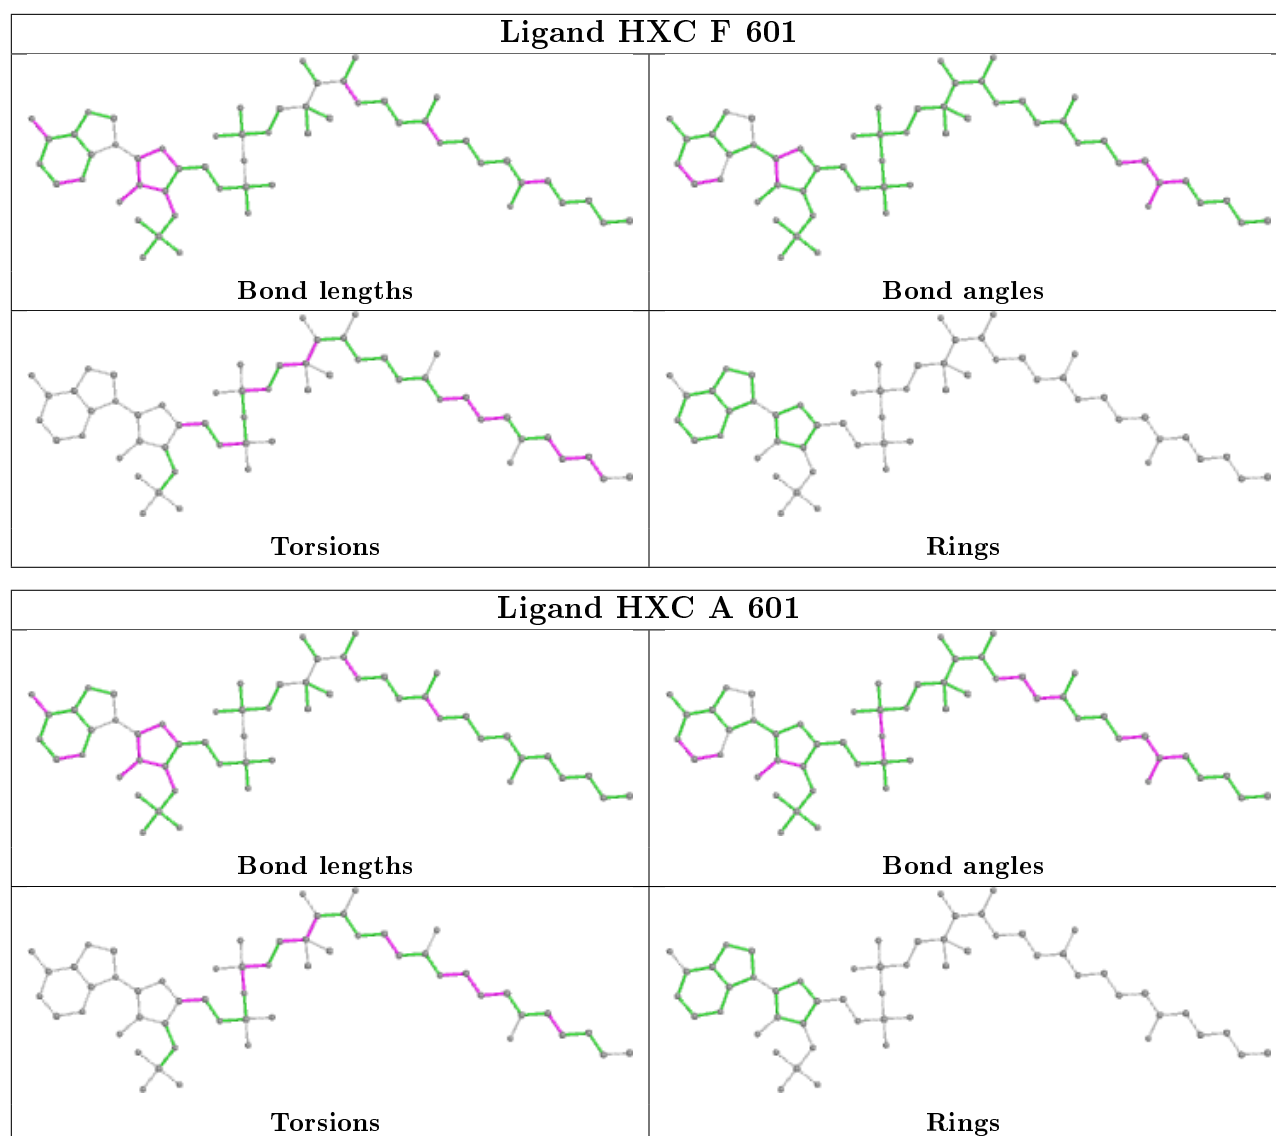 Ligand HXC F 601
Bond lengths
Bond angles
Torsions
Rings
Ligand HXC A 601
Bond lengths
Bond angles
Torsions
Rings